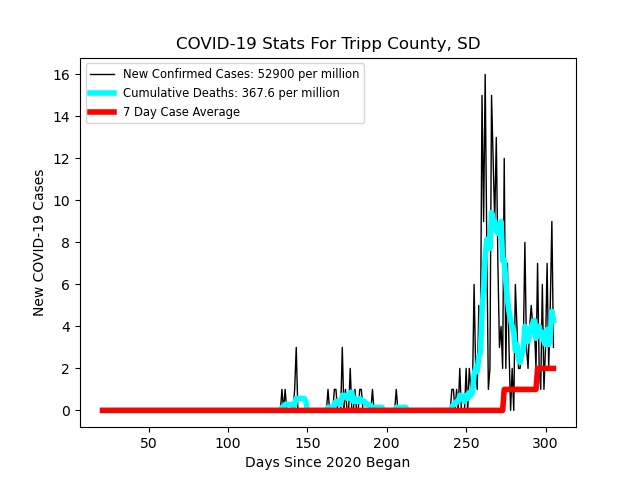 COVID-19 Stats For Tripp County, SD
New Confirmed Cases: 52900 per million
Cumulative Deaths: 367.6 per million
7 Day Case Average
16
14
12
10
8
6
4
2
0
New COVID-19 Cases
50 100 150 200 250 300
Days Since 2020 Began